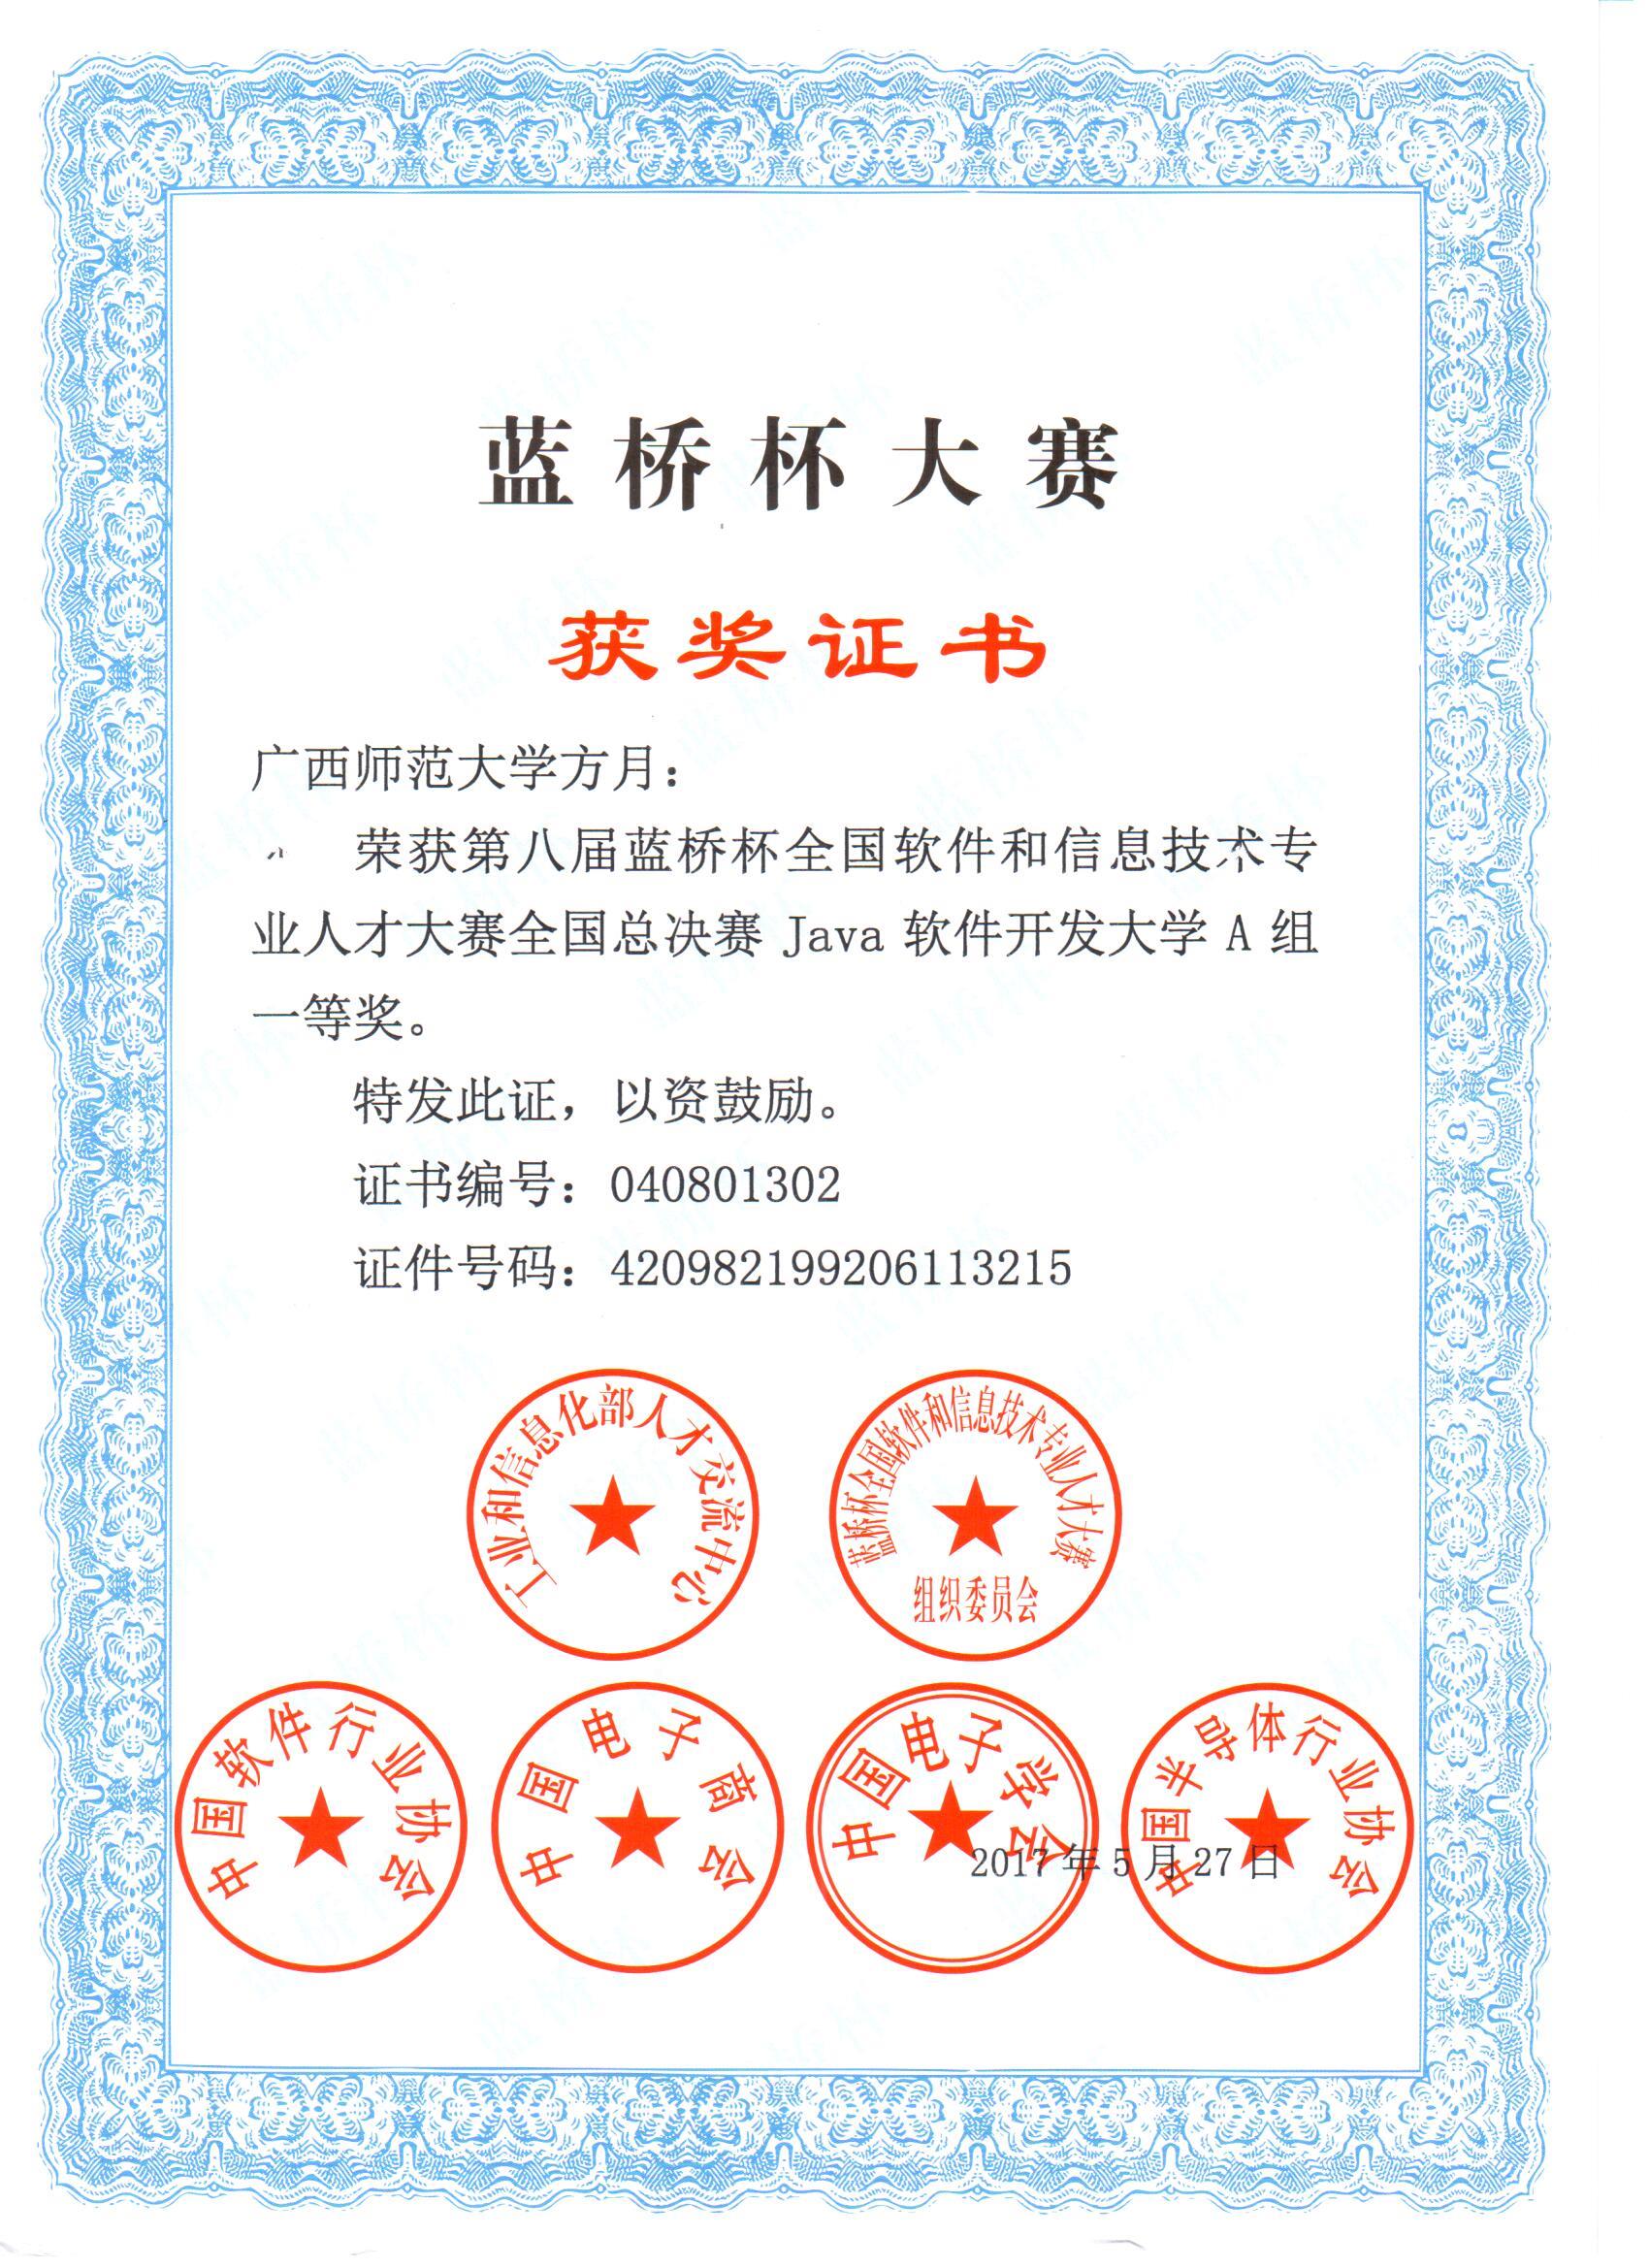 蓝桥杯大赛
获奖证书
广西师范大学方月：
荣获第八届蓝桥杯全国软件和信息技术专
业人才大赛全国总决赛 Java 软件开发大学 A 组
一等奖。
特发此证，以资鼓励。
证书编号：040801302
证件号码：420982199206113215
工业和信息化部人才交流中心
蓝桥杯全国软件和信息技术专业人才大赛
组织委员会
中国软件行业协会
中国电子商会
中国电子学会
中国半导体行业协会
2017 年 5 月 27 日